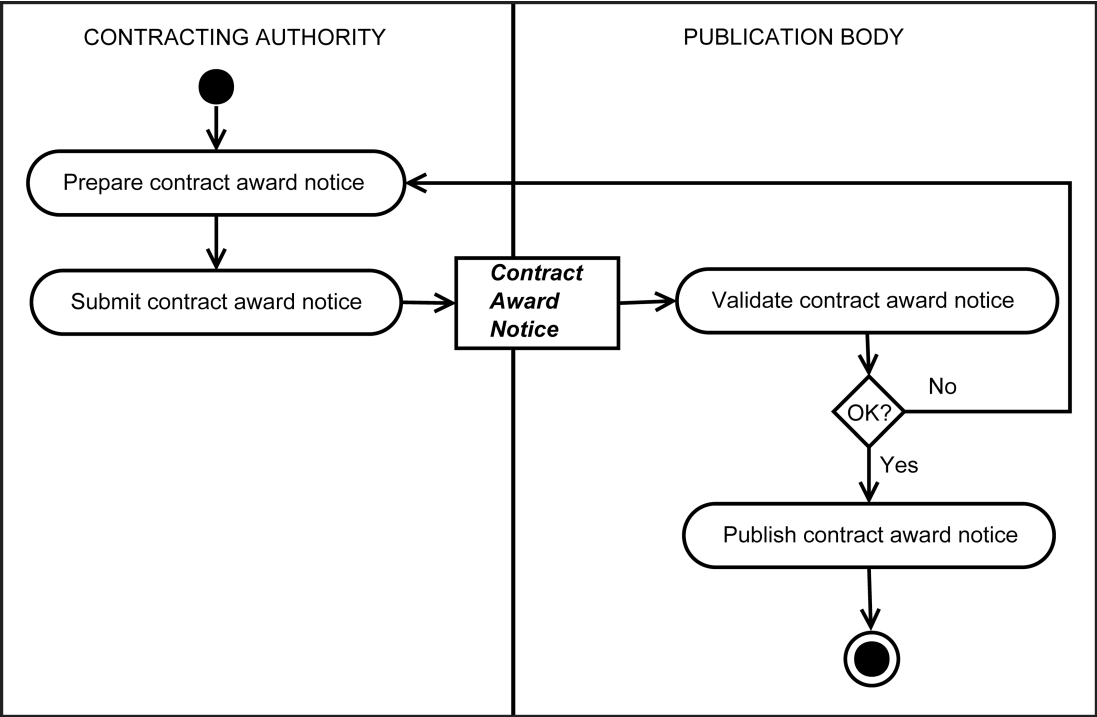 CONTRACTING AUTHORITY
PUBLICATION BODY
Prepare contract award notice
Submit contract award notice
Contract
Award
Notice
Validate contract award notice
OK?
No
Yes
Publish contract award notice